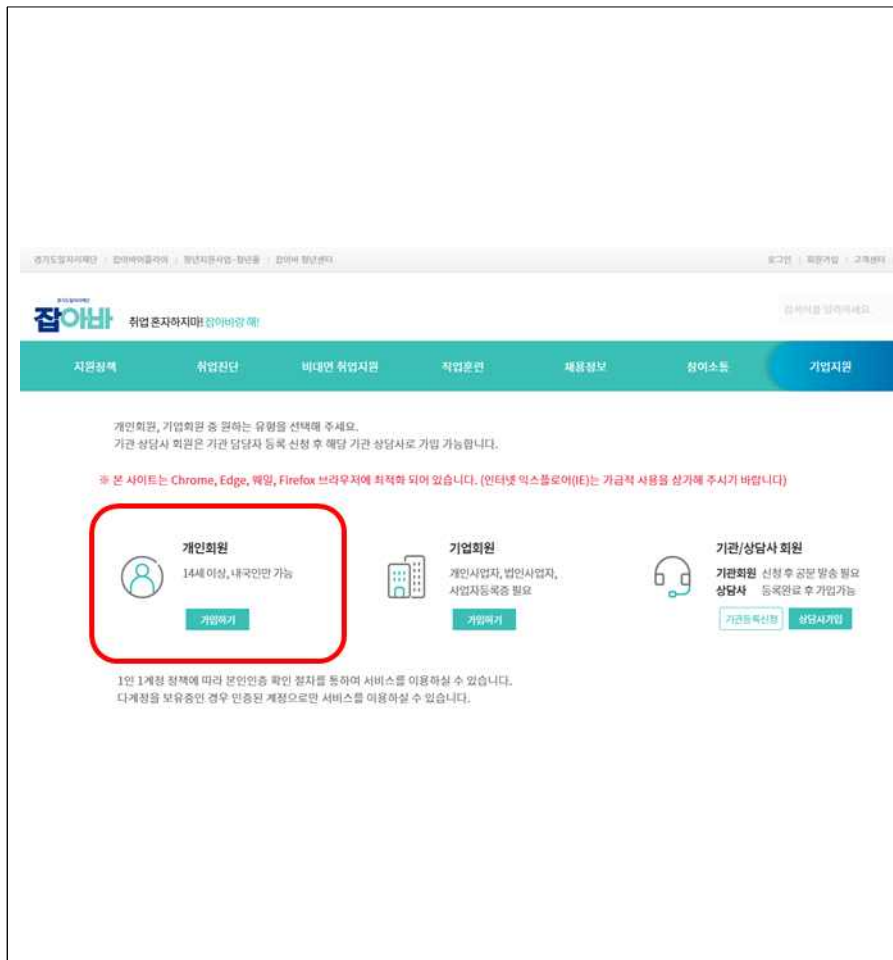 경기도일자리재단 | 잡아바어플라이 | 청년지원사업-청년몽 | 잡아바 청년센터
로그인 | 회원가입 | 고객센터
경기도일자리재단
잡아바 취업 혼자하지마! 잡아바랑 해!
검색어를 입력하세요
지원정책 취업진단 비대면 취업지원 직업훈련 채용정보 참여소통 기업지원
개인회원, 기업회원 중 원하는 유형을 선택해 주세요.
기관 상담사 회원은 기관 담당자 등록 신청 후 해당 기관 상담사로 가입 가능합니다.
※ 본 사이트는 Chrome, Edge, 웨일, Firefox 브라우저에 최적화 되어 있습니다. (인터넷 익스플로어(IE)는 가급적 사용을 삼가해 주시기 바랍니다)
개인회원
14세 이상, 내국인만 가능
가입하기
기업회원
개인사업자, 법인사업자,
사업자등록증 필요
가입하기
기관/상담사 회원
기관회원 신청 후 공문 발송 필요
상담사 등록완료 후 가입가능
기관등록신청 상담사가입
1인 1계정 정책에 따라 본인인증 확인 절차를 통하여 서비스를 이용하실 수 있습니다.
다계정을 보유중인 경우 인증된 계정으로만 서비스를 이용하실 수 있습니다.